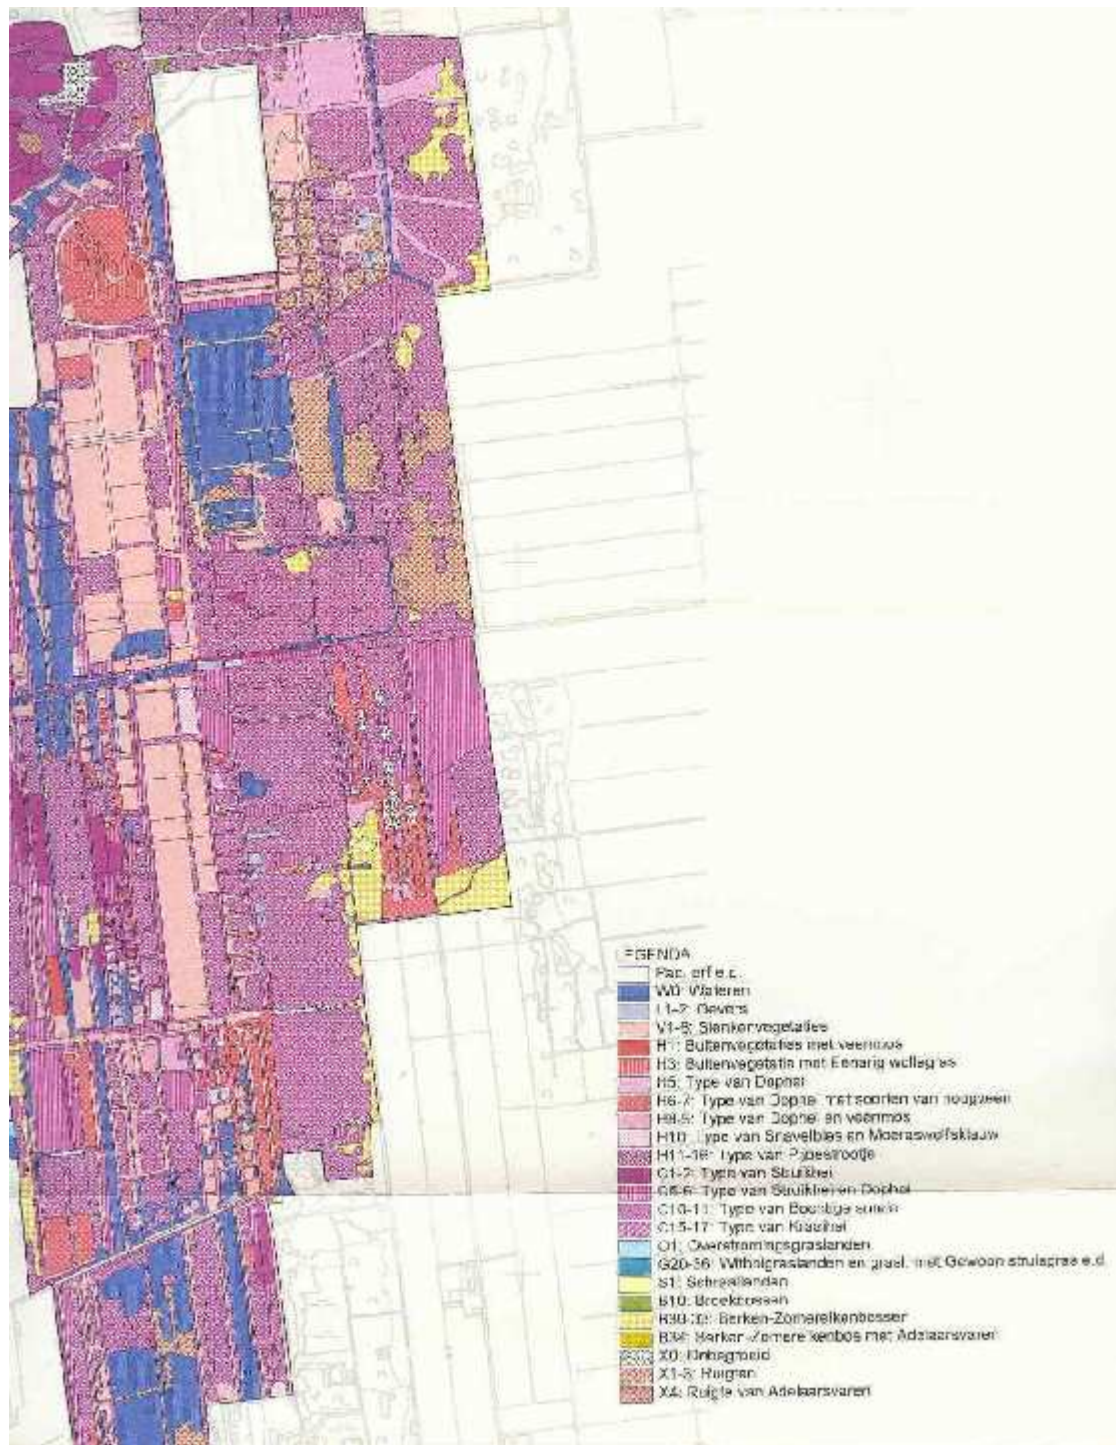 LEGENDA
Pad, erf e.d.
W0: Wateren
L1-2: Oevers
V1-8: Slenkenvegetaties
H1: Bultenvegetaties met veenmos
H3: Bultenvegetatie met Eenarig wollegras
H5: Type van Dophei
H6-7: Type van Dophei met soorten van hoogveen
H8-9: Type van Dophei en veenmos
H10: Type van Snavelbies en Moeraswolfsklauw
H11-16: Type van Pijpestrootje
C1-2: Type van Struikhei
Type van Struikhei en Dophei
C10-11: Type van Bochtige smele
C15-17: Type van Kraaihei
O1: Overstromingsgraslanden
G20-36: Witbolgraslanden en grasl. met Gewoon struisgras e.d.
S1: Schraallanden
B10: Broekbossen
B30-33: Berken-Zomereikenbossen
B34: Berken-Zomereikenbos met Adelaarsvaren
X0: Onbegroeid
X1-3: Ruigten
X4: Ruigte van Adelaarsvaren